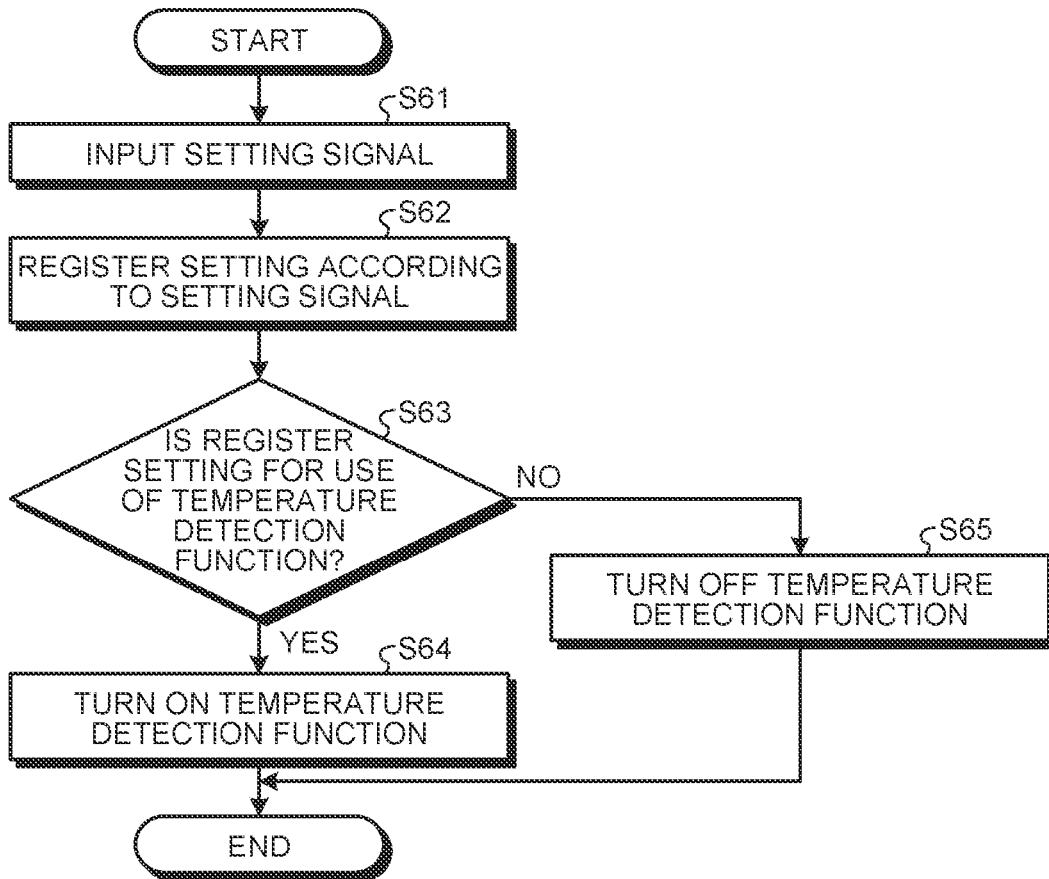 START
S61
INPUT SETTING SIGNAL
S62
REGISTER SETTING ACCORDING
TO SETTING SIGNAL
S63
IS REGISTER
SETTING FOR USE
OF TEMPERATURE
DETECTION
FUNCTION?
NO
S65
TURN OFF TEMPERATURE
DETECTION FUNCTION
YES
S64
TURN ON TEMPERATURE
DETECTION FUNCTION
END